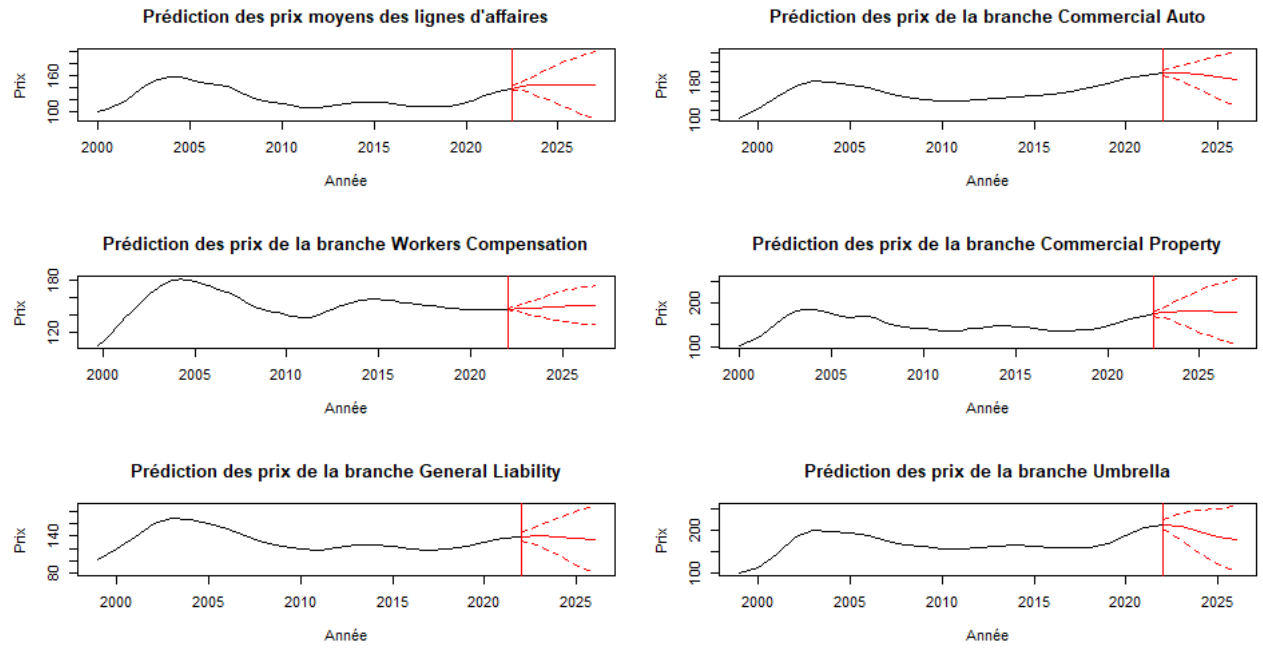 Prédiction des prix moyens des lignes d'affaires
Prix
100 160
2000 2005 2010 2015 2020 2025
Année
Prédiction des prix de la branche Commercial Auto
Prix
100 180
2000 2005 2010 2015 2020 2025
Année
Prédiction des prix de la branche Workers Compensation
Prix
120 180
2000 2005 2010 2015 2020 2025
Année
Prédiction des prix de la branche Commercial Property
Prix
100 200
2000 2005 2010 2015 2020 2025
Année
Prédiction des prix de la branche General Liability
Prix
80 140
2000 2005 2010 2015 2020 2025
Année
Prédiction des prix de la branche Umbrella
Prix
100 200
2000 2005 2010 2015 2020 2025
Année